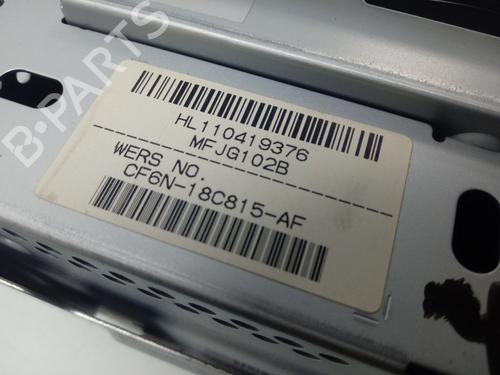 B-PARTS
HL110419376
MFJG102B
WERS NO.
CF6N-18C815-AF